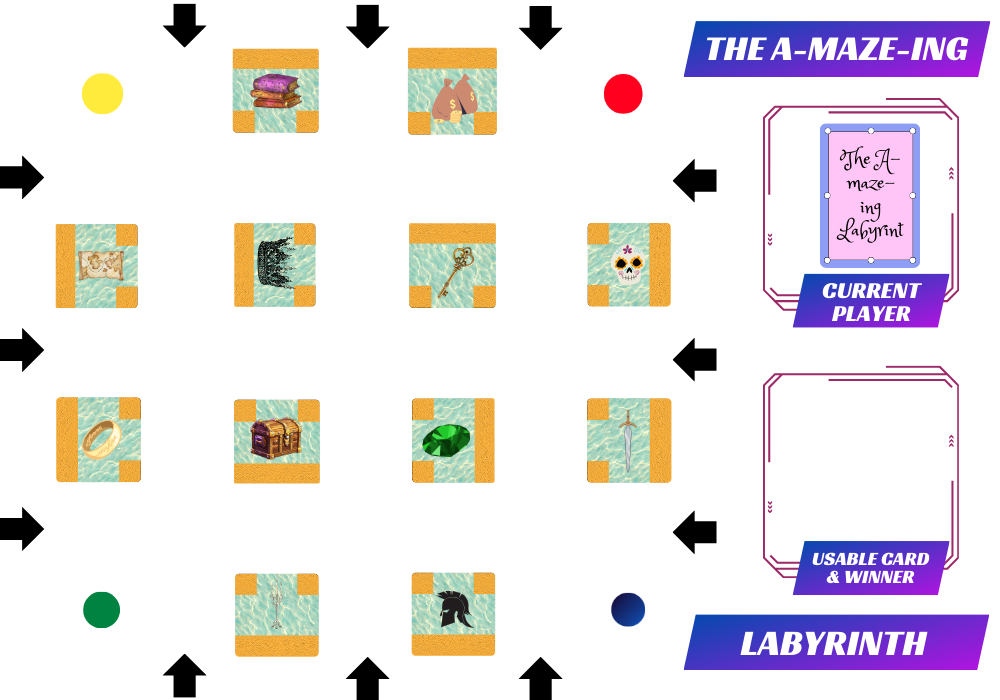 THE A-MAZE-ING
The A-
maze-
ing
Labyrint
CURRENT
PLAYER
USABLE CARD
& WINNER
LABYRINTH
$
$